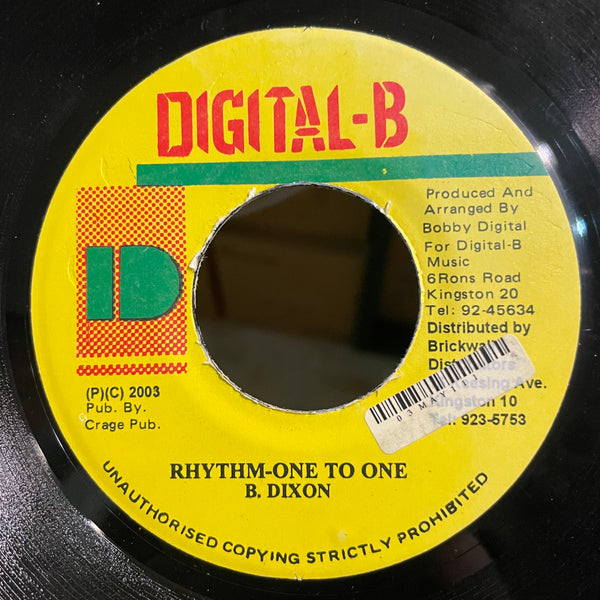 DIGITAL-B
Produced And
Arranged By
Bobby Digital
For Digital-B
Music
6Rons Road
Kingston 20
Tel: 92-45634
Distributed by
Ave.
Kingston 10
Tel: 923-5753
D
(P)(C) 2003
Pub. By.
Crage Pub.
RHYTHM-ONE TO ONE
B. DIXON
UNAUTHORISED COPYING STRICTLY PROHIBITED